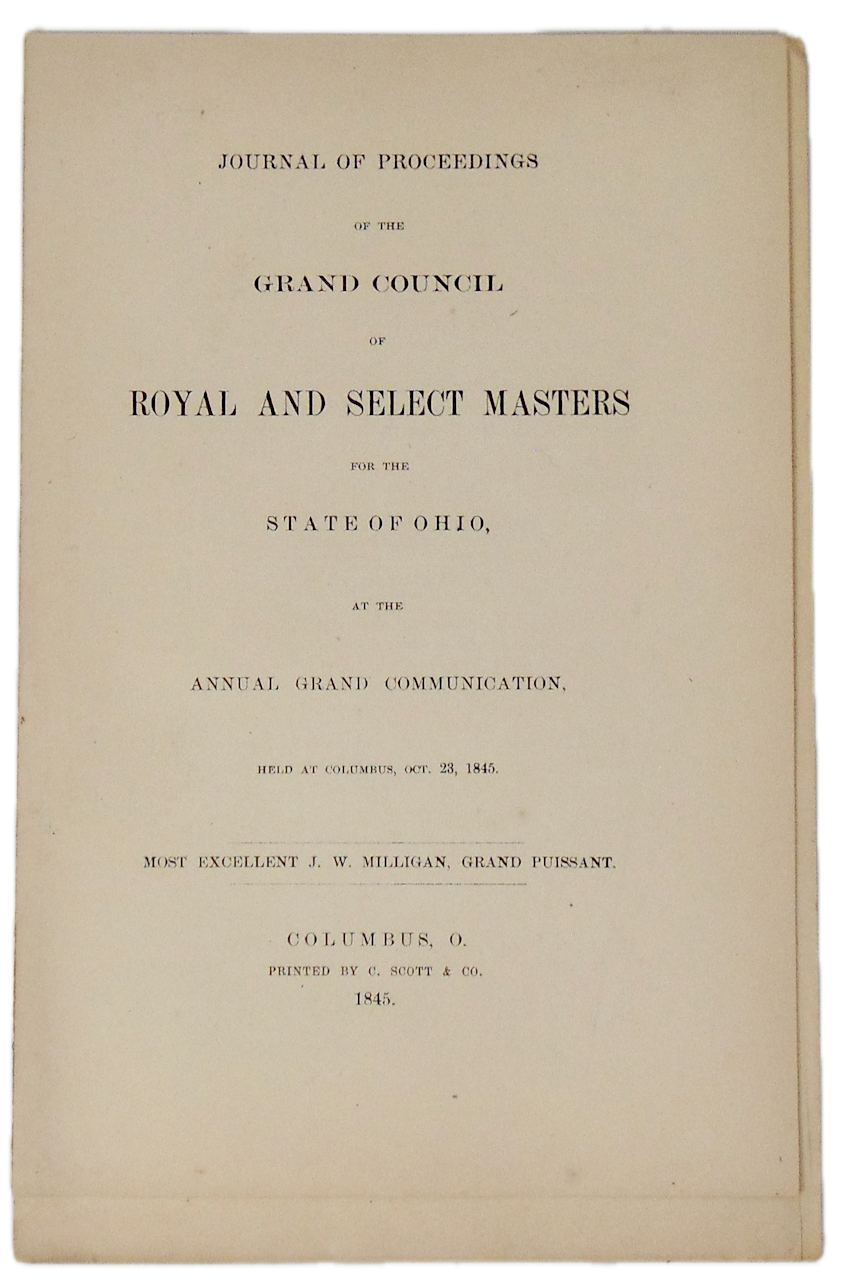 JOURNAL OF PROCEEDINGS
OF THE
GRAND COUNCIL
OF
ROYAL AND SELECT MASTERS
FOR THE
STATE OF OHIO,
AT THE
ANNUAL GRAND COMMUNICATION,
HELD AT COLUMBUS, OCT. 23, 1845.
MOST EXCELLENT J. W. MILLIGAN, GRAND PUISSANT.
COLUMBUS, O.
PRINTED BY C. SCOTT & CO.
1845.